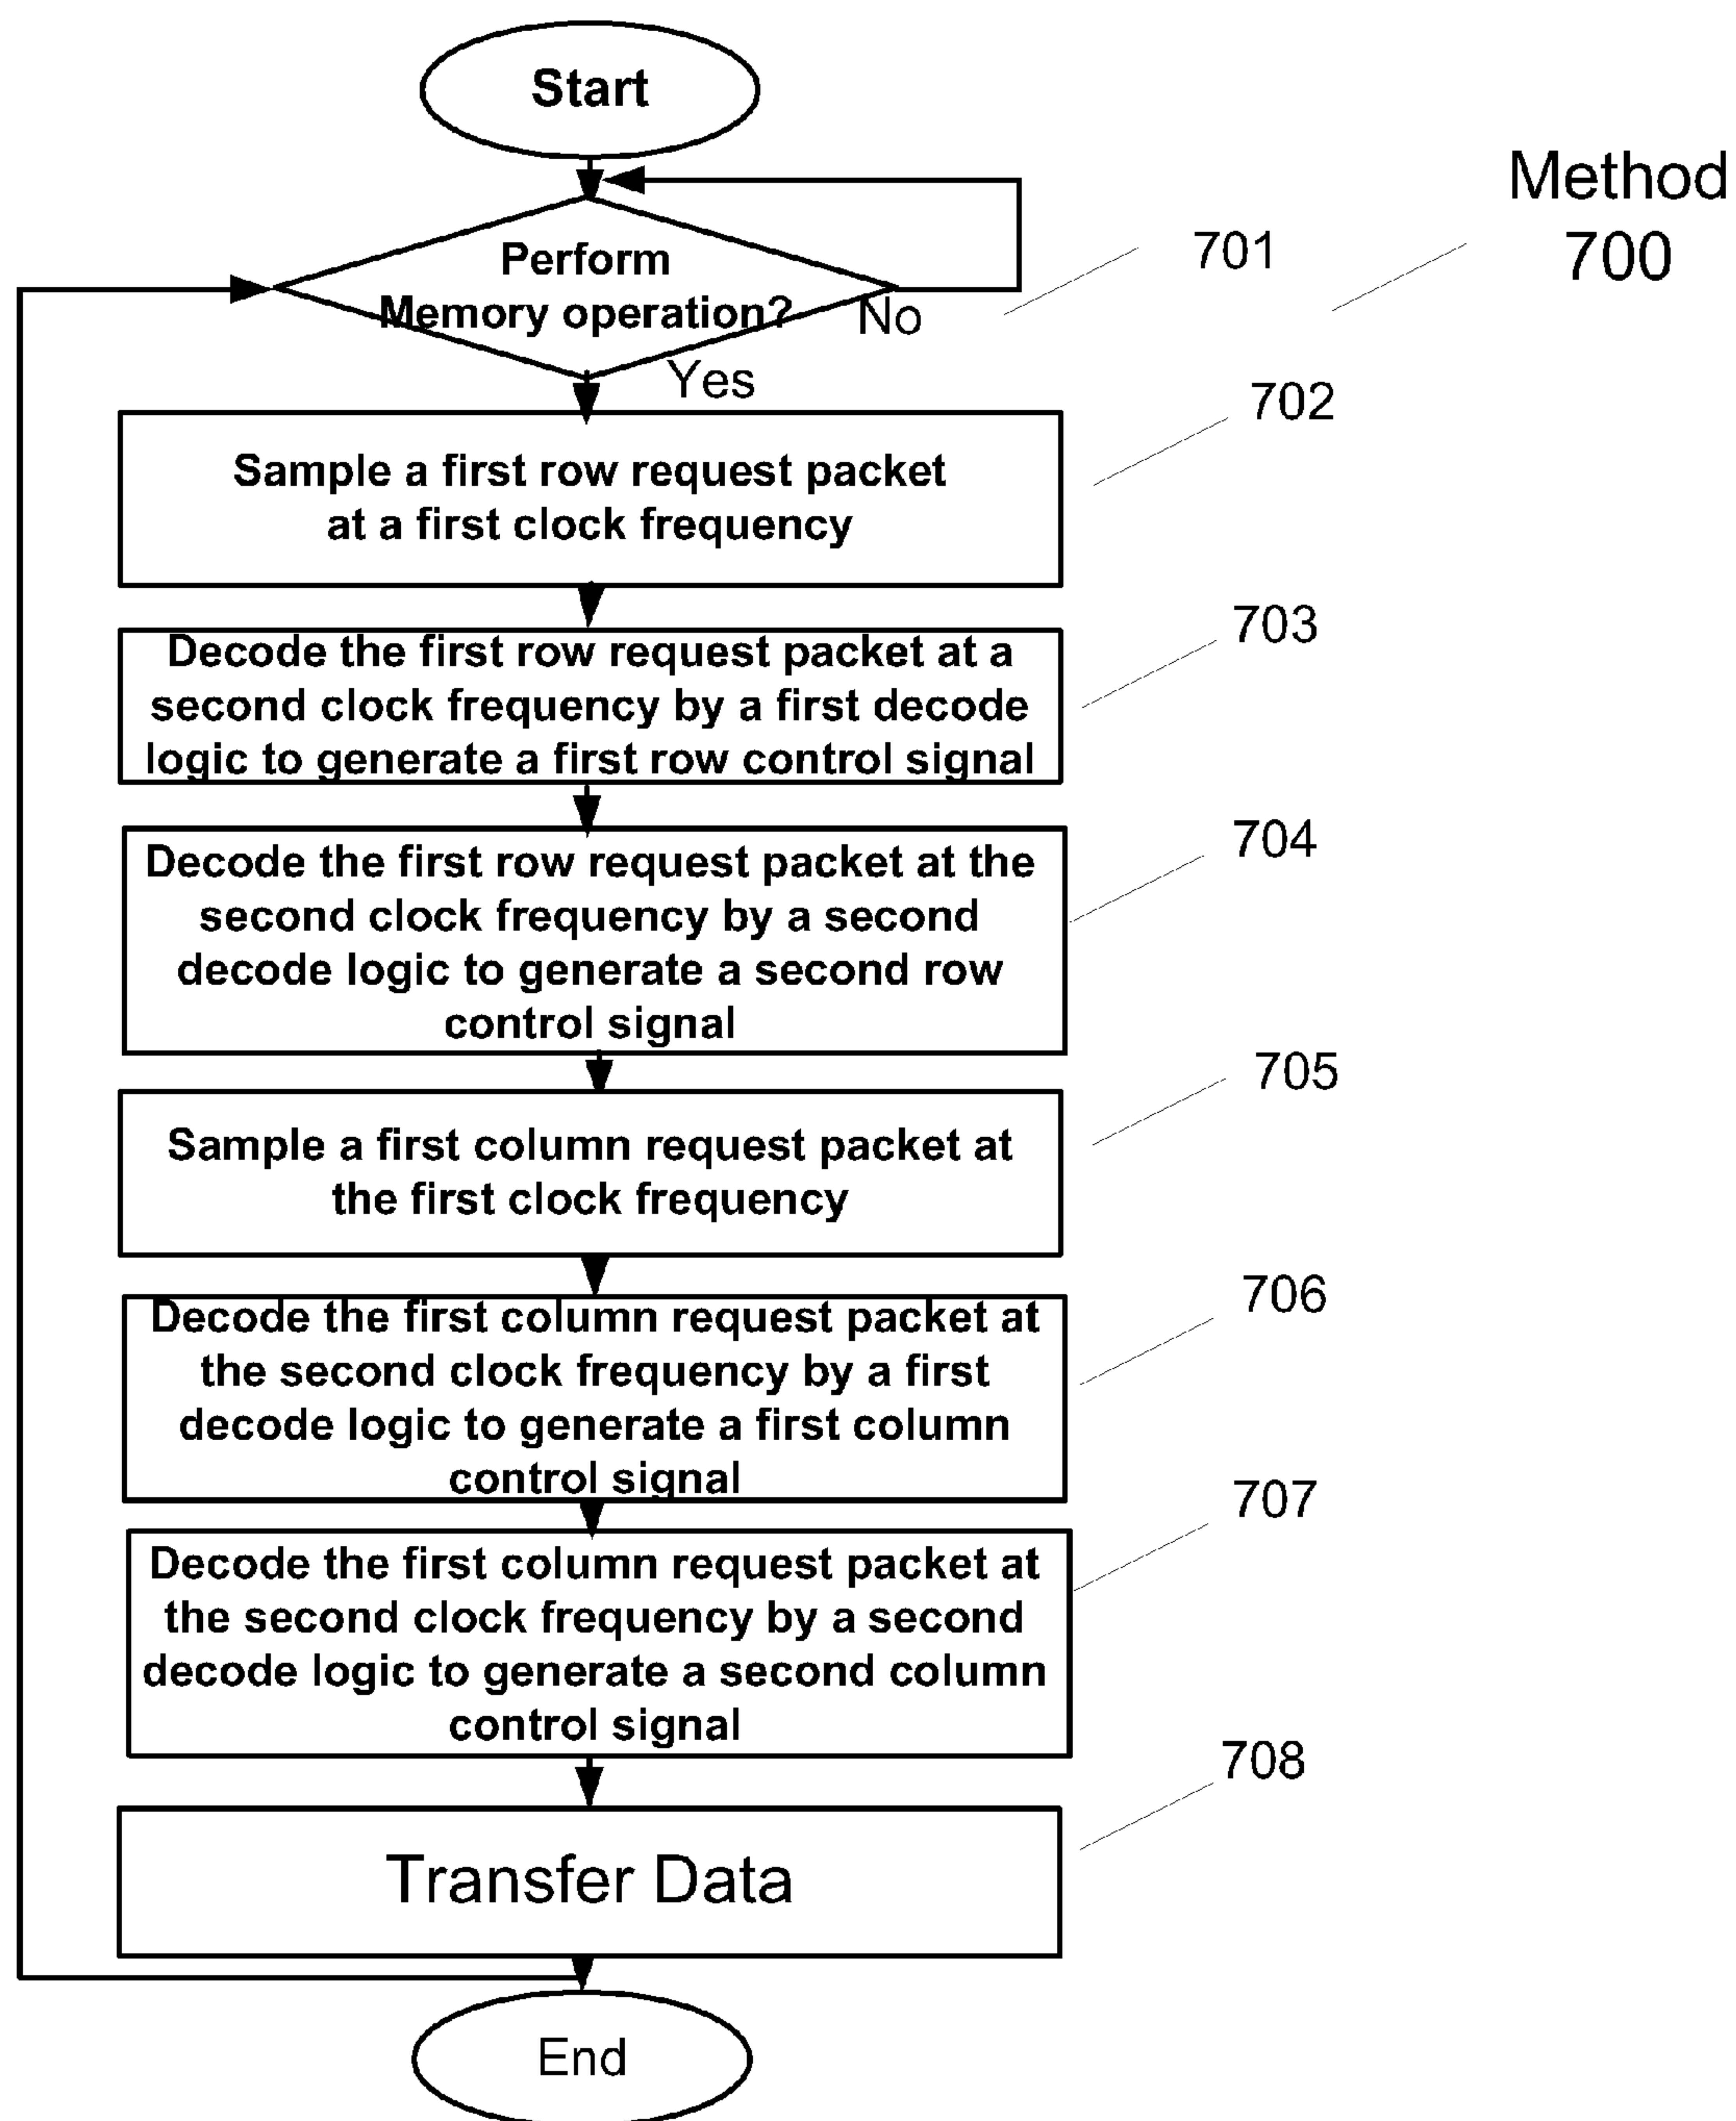 Start
Method
700
Perform
Memory operation?
701
No
Yes
702
Sample a first row request packet
at a first clock frequency
703
Decode the first row request packet at a
second clock frequency by a first decode
logic to generate a first row control signal
704
Decode the first row request packet at the
second clock frequency by a second
decode logic to generate a second row
control signal
705
Sample a first column request packet at
the first clock frequency
706
Decode the first column request packet at
the second clock frequency by a first
decode logic to generate a first column
control signal
707
Decode the first column request packet at
the second clock frequency by a second
decode logic to generate a second column
control signal
708
Transfer Data
End